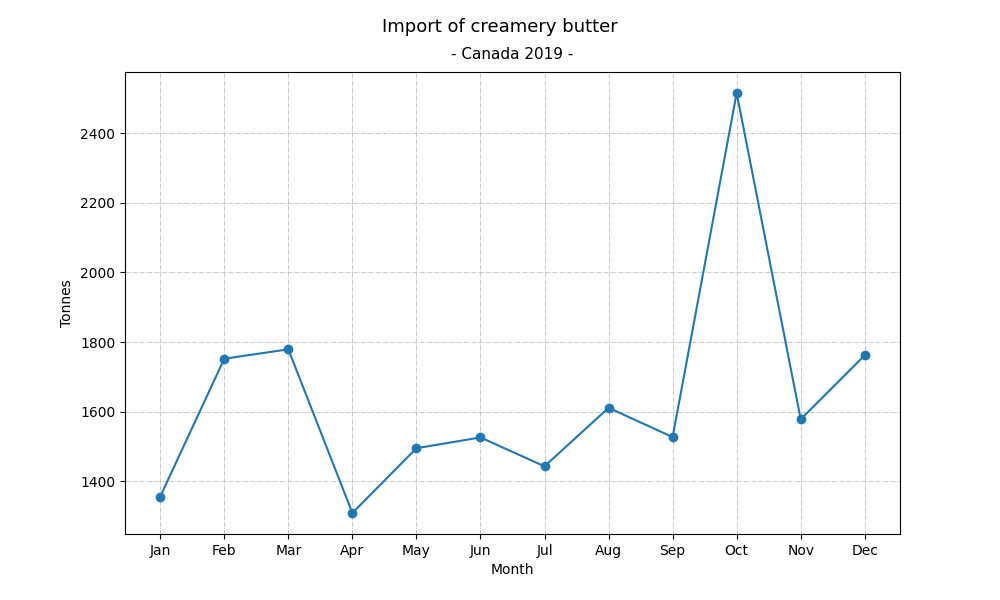 Import of creamery butter
- Canada 2019 -
Tonnes
2400
2200
2000
1800
1600
1400
Jan Feb Mar Apr May Jun Jul Aug Sep Oct Nov Dec
Month